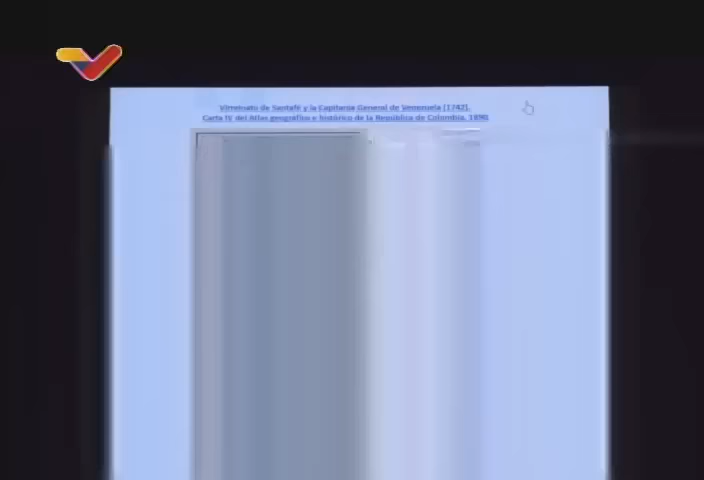 Virreinato de Santafé y la Capitanía General de Venezuela (1742).
Carta IV del Atlas geográfico e histórico de la República de Colombia, 1890.